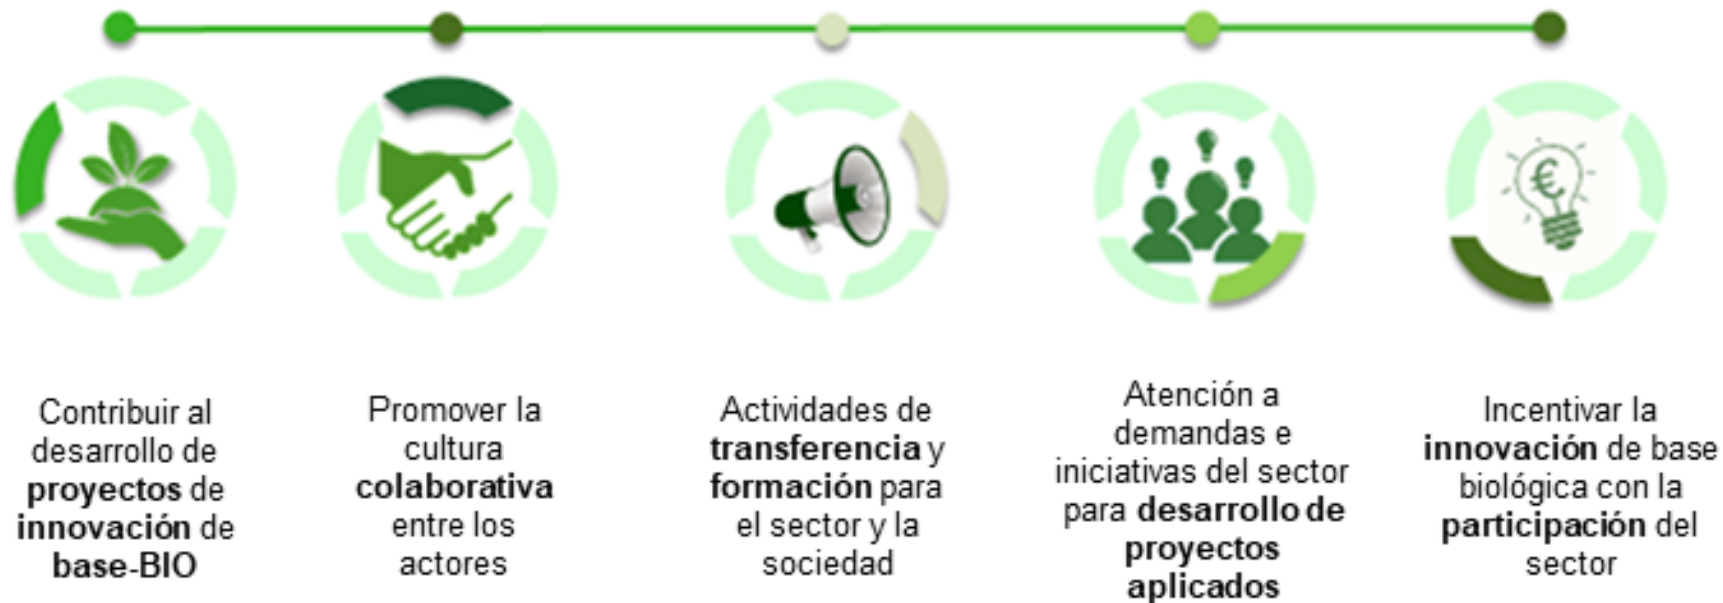 Contribuir al
desarrollo de
proyectos de
innovación de
base-BIO
Promover la
cultura
colaborativa
entre los
actores
Actividades de
transferencia y
formación para
el sector y la
sociedad
Atención a
demandas e
iniciativas del sector
para desarrollo de
proyectos
aplicados
Incentivar la
innovación de base
biológica con la
participación del
sector
€